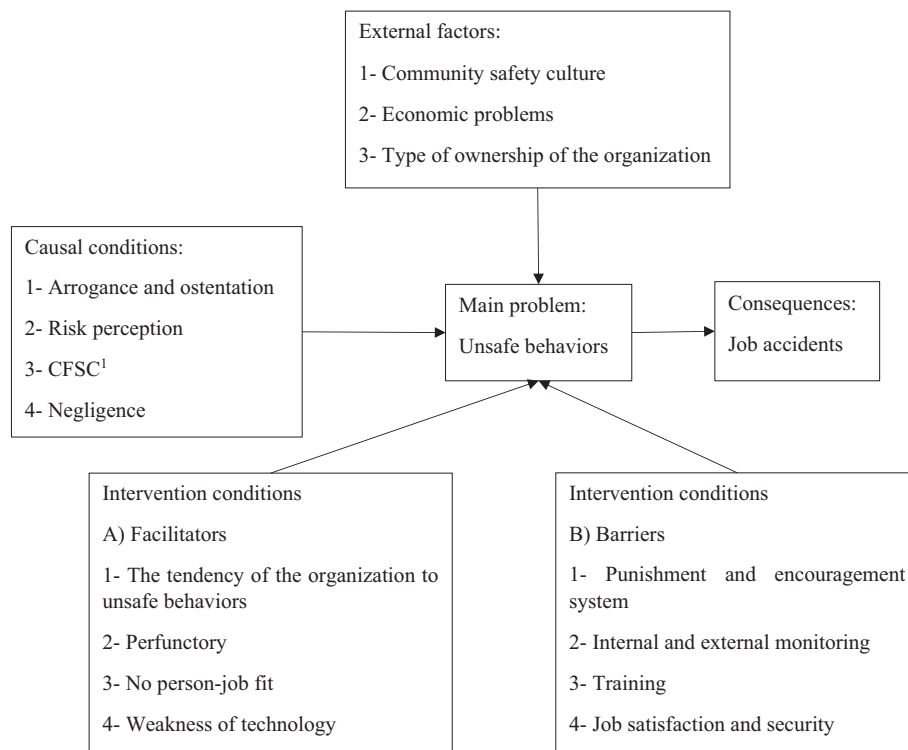 External factors:
1- Community safety culture
2- Economic problems
3- Type of ownership of the organization
Causal conditions:
1- Arrogance and ostentation
2- Risk perception
3- CFSC¹
4- Negligence
Main problem:
Unsafe behaviors
Consequences:
Job accidents
Intervention conditions
A) Facilitators
1- The tendency of the organization to
unsafe behaviors
2- Perfunctory
3- No person-job fit
4- Weakness of technology
Intervention conditions
B) Barriers
1- Punishment and encouragement
system
2- Internal and external monitoring
3- Training
4- Job satisfaction and security